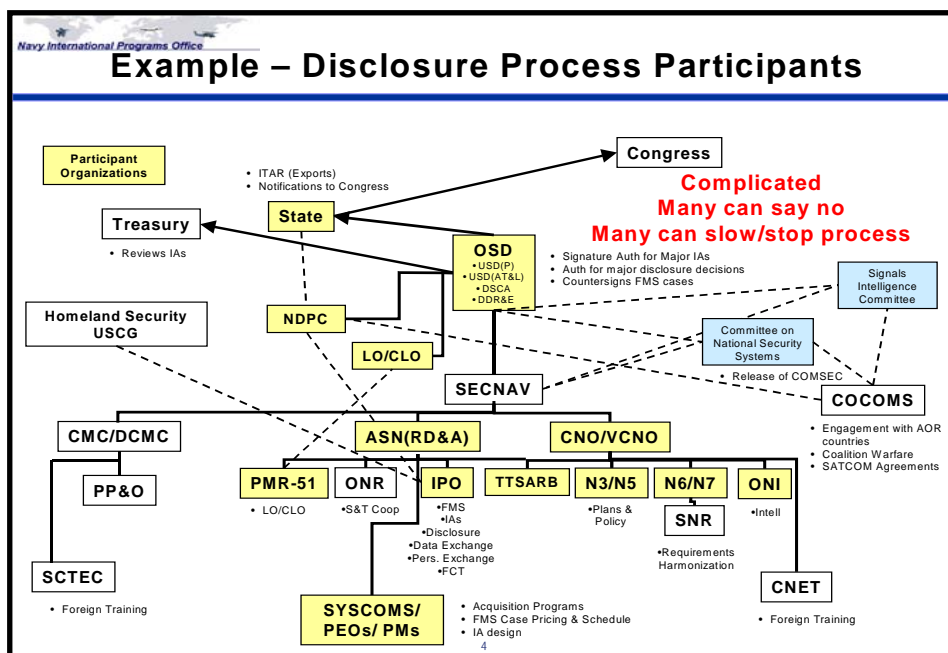 Navy International Programs Office
Example – Disclosure Process Participants
Participant
Organizations
Congress
• ITAR (Exports)
• Notifications to Congress
Complicated
Many can say no
Many can slow/stop process
State
Treasury
• Reviews IAs
OSD
•USD(P)
•USD(AT&L)
•DSCA
•DDR&E
• Signature Auth for Major IAs
• Auth for major disclosure decisions
• Countersigns FMS cases
Signals
Intelligence
Committee
Homeland Security
USCG
NDPC
Committee on
National Security
Systems
LO/CLO
• Release of COMSEC
SECNAV
COCOMS
• Engagement with AOR
countries
• Coalition Warfare
• SATCOM Agreements
CMC/DCMC
ASN(RD&A)
CNO/VCNO
PP&O
PMR-51
ONR
IPO
TTSARB
N3/N5
N6/N7
ONI
• LO/CLO
•S&T Coop
•FMS
•IAs
•Disclosure
•Data Exchange
•Pers. Exchange
•FCT
•Plans &
Policy
SNR
•Intell
•Requirements
Harmonization
SCTEC
• Foreign Training
CNET
• Foreign Training
SYSCOMS/
PEOs/ PMs
• Acquisition Programs
• FMS Case Pricing & Schedule
• IA design
4